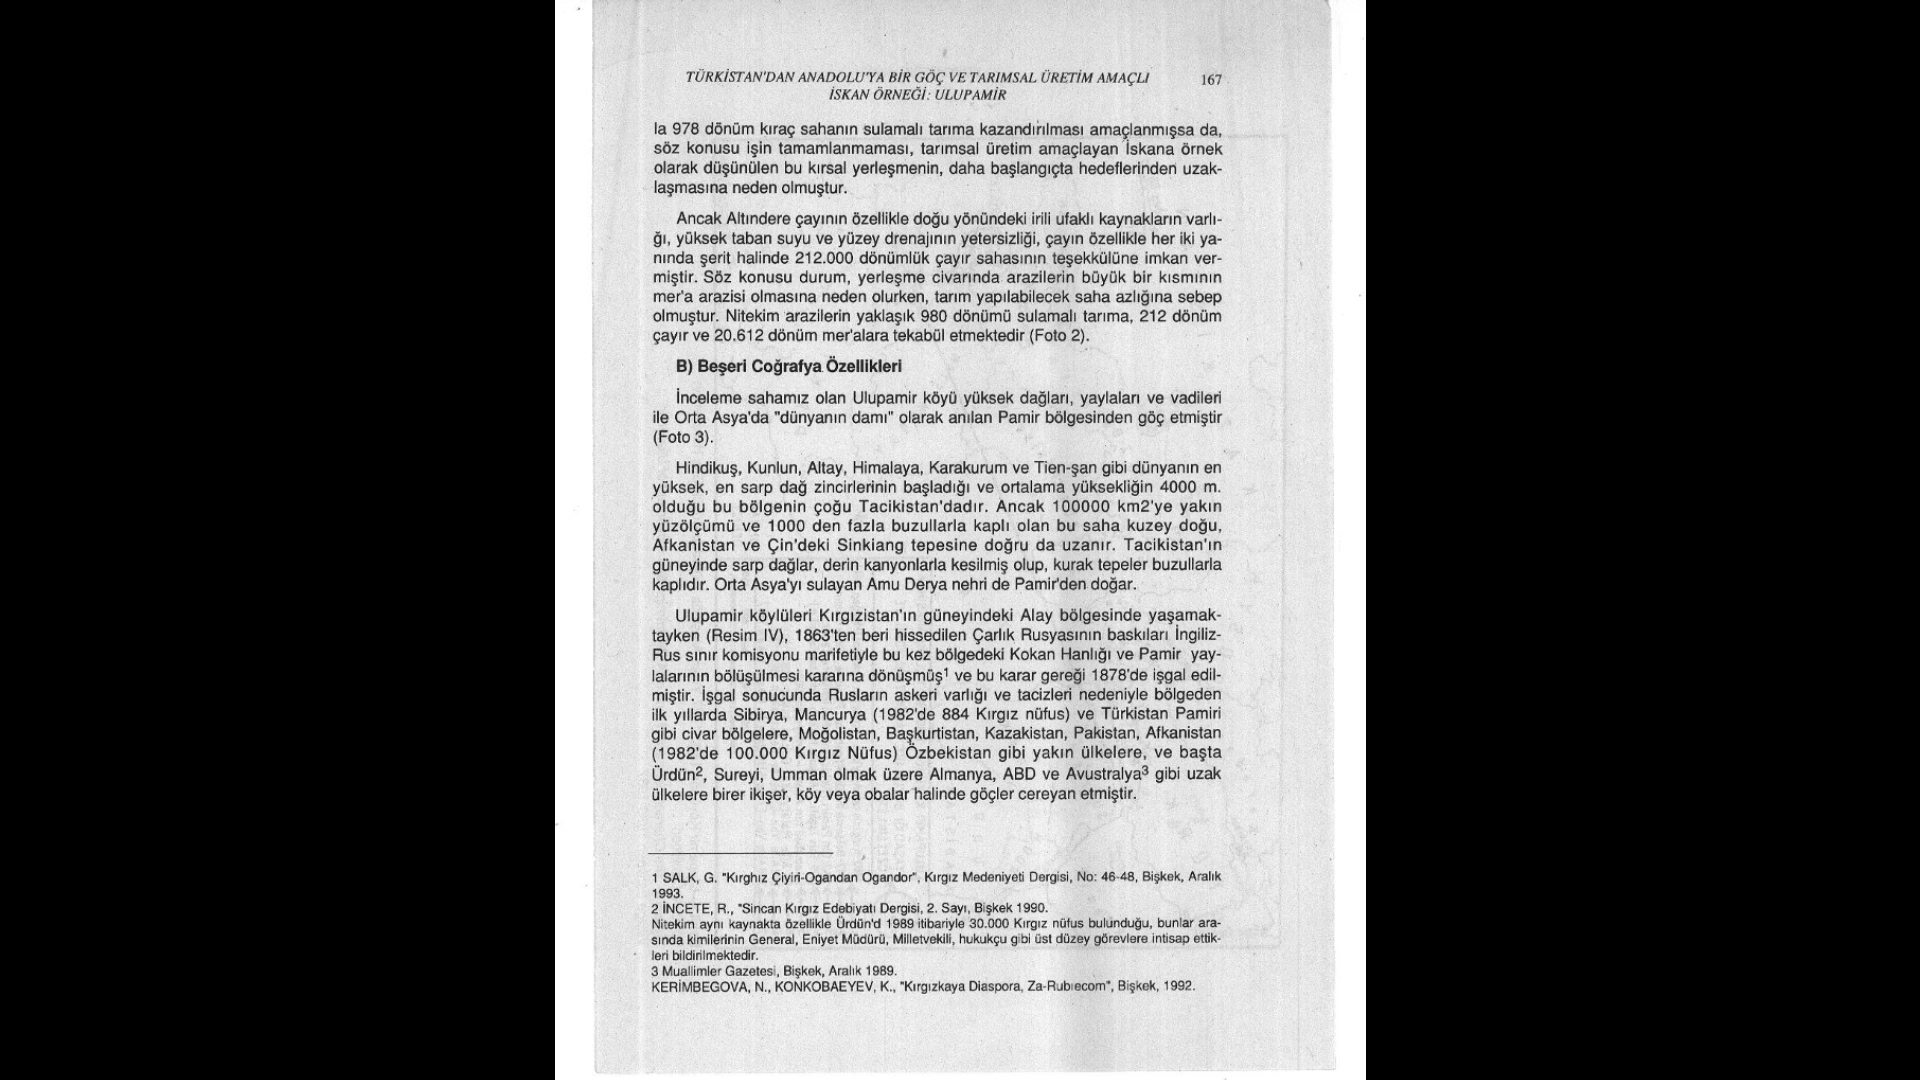 TÜRKİSTAN'DAN ANADOLU'YA BİR GÖÇ VE TARIMSAL ÜRETİM AMAÇLI 167
İSKAN ÖRNEĞİ: ULUPAMİR
la 978 dönüm kıraç sahanın sulamalı tarıma kazandırılması amaçlanmışsa da,
söz konusu işin tamamlanmaması, tarımsal üretim amaçlayan İskana örnek
olarak düşünülen bu kırsal yerleşmenin, daha başlangıçta hedeflerinden uzak-
laşmasına neden olmuştur.
Ancak Altındere çayının özellikle doğu yönündeki irili ufaklı kaynakların varlı-
ğı, yüksek taban suyu ve yüzey drenajının yetersizliği, çayın özellikle her iki ya-
nında şerit halinde 212.000 dönümlük çayır sahasının teşekkülüne imkan ver-
miştir. Söz konusu durum, yerleşme civarında arazilerin büyük bir kısmının
mer'a arazisi olmasına neden olurken, tarım yapılabilecek saha azlığına sebep
olmuştur. Nitekim arazilerin yaklaşık 980 dönümü sulamalı tarıma, 212 dönüm
çayır ve 20.612 dönüm mer'alara tekabül etmektedir (Foto 2).
B) Beşeri Coğrafya Özellikleri
İnceleme sahamız olan Ulupamir köyü yüksek dağları, yaylaları ve vadileri
ile Orta Asya'da "dünyanın damı" olarak anılan Pamir bölgesinden göç etmiştir
(Foto 3).
Hindikuş, Kunlun, Altay, Himalaya, Karakurum ve Tien-şan gibi dünyanın en
yüksek, en sarp dağ zincirlerinin başladığı ve ortalama yüksekliğin 4000 m.
olduğu bu bölgenin çoğu Tacikistan'dadır. Ancak 100000 km2'ye yakın
yüzölçümü ve 1000 den fazla buzullarla kaplı olan bu saha kuzey doğu,
Afkanistan ve Çin'deki Sinkiang tepesine doğru da uzanır. Tacikistan'ın
güneyinde sarp dağlar, derin kanyonlarla kesilmiş olup, kurak tepeler buzullarla
kaplıdır. Orta Asya'yı sulayan Amu Derya nehri de Pamir'den doğar.
Ulupamir köylüleri Kırgızistan'ın güneyindeki Alay bölgesinde yaşamak-
tayken (Resim IV), 1863'ten beri hissedilen Çarlık Rusyasının baskıları İngiliz-
Rus sınır komisyonu marifetiyle bu kez bölgedeki Kokan Hanlığı ve Pamir yay-
lalarının bölüşülmesi kararına dönüşmüş1 ve bu karar gereği 1878'de işgal edil-
miştir. İşgal sonucunda Rusların askeri varlığı ve tacizleri nedeniyle bölgeden
ilk yıllarda Sibirya, Mancurya (1982'de 884 Kırgız nüfus) ve Türkistan Pamiri
gibi civar bölgelere, Moğolistan, Başkurtistan, Kazakistan, Pakistan, Afkanistan
(1982'de 100.000 Kırgız Nüfus) Özbekistan gibi yakın ülkelere, ve başta
Ürdün2, Sureyi, Umman olmak üzere Almanya, ABD ve Avustralya3 gibi uzak
ülkelere birer ikişer, köy veya obalar halinde göçler cereyan etmiştir.
1 SALK, G. "Kırghız Çiyiri-Ogandan Ogandor", Kırgız Medeniyeti Dergisi, No: 46-48, Bişkek, Aralık
1993.
2 İNCETE, R., "Sincan Kırgız Edebiyatı Dergisi, 2. Sayı, Bişkek 1990.
Nitekim aynı kaynakta özellikle Ürdün'd 1989 itibariyle 30.000 Kırgız nüfus bulunduğu, bunlar ara-
sında kimilerinin General, Eniyet Müdürü, Milletvekili, hukukçu gibi üst düzey görevlere intisap ettik-
leri bildirilmektedir.
3 Muallimler Gazetesi, Bişkek, Aralık 1989.
KERİMBEGOVA, N., KONKOBAEYEV, K., "Kırgızkaya Diaspora, Za-Rubıecom", Bişkek, 1992.